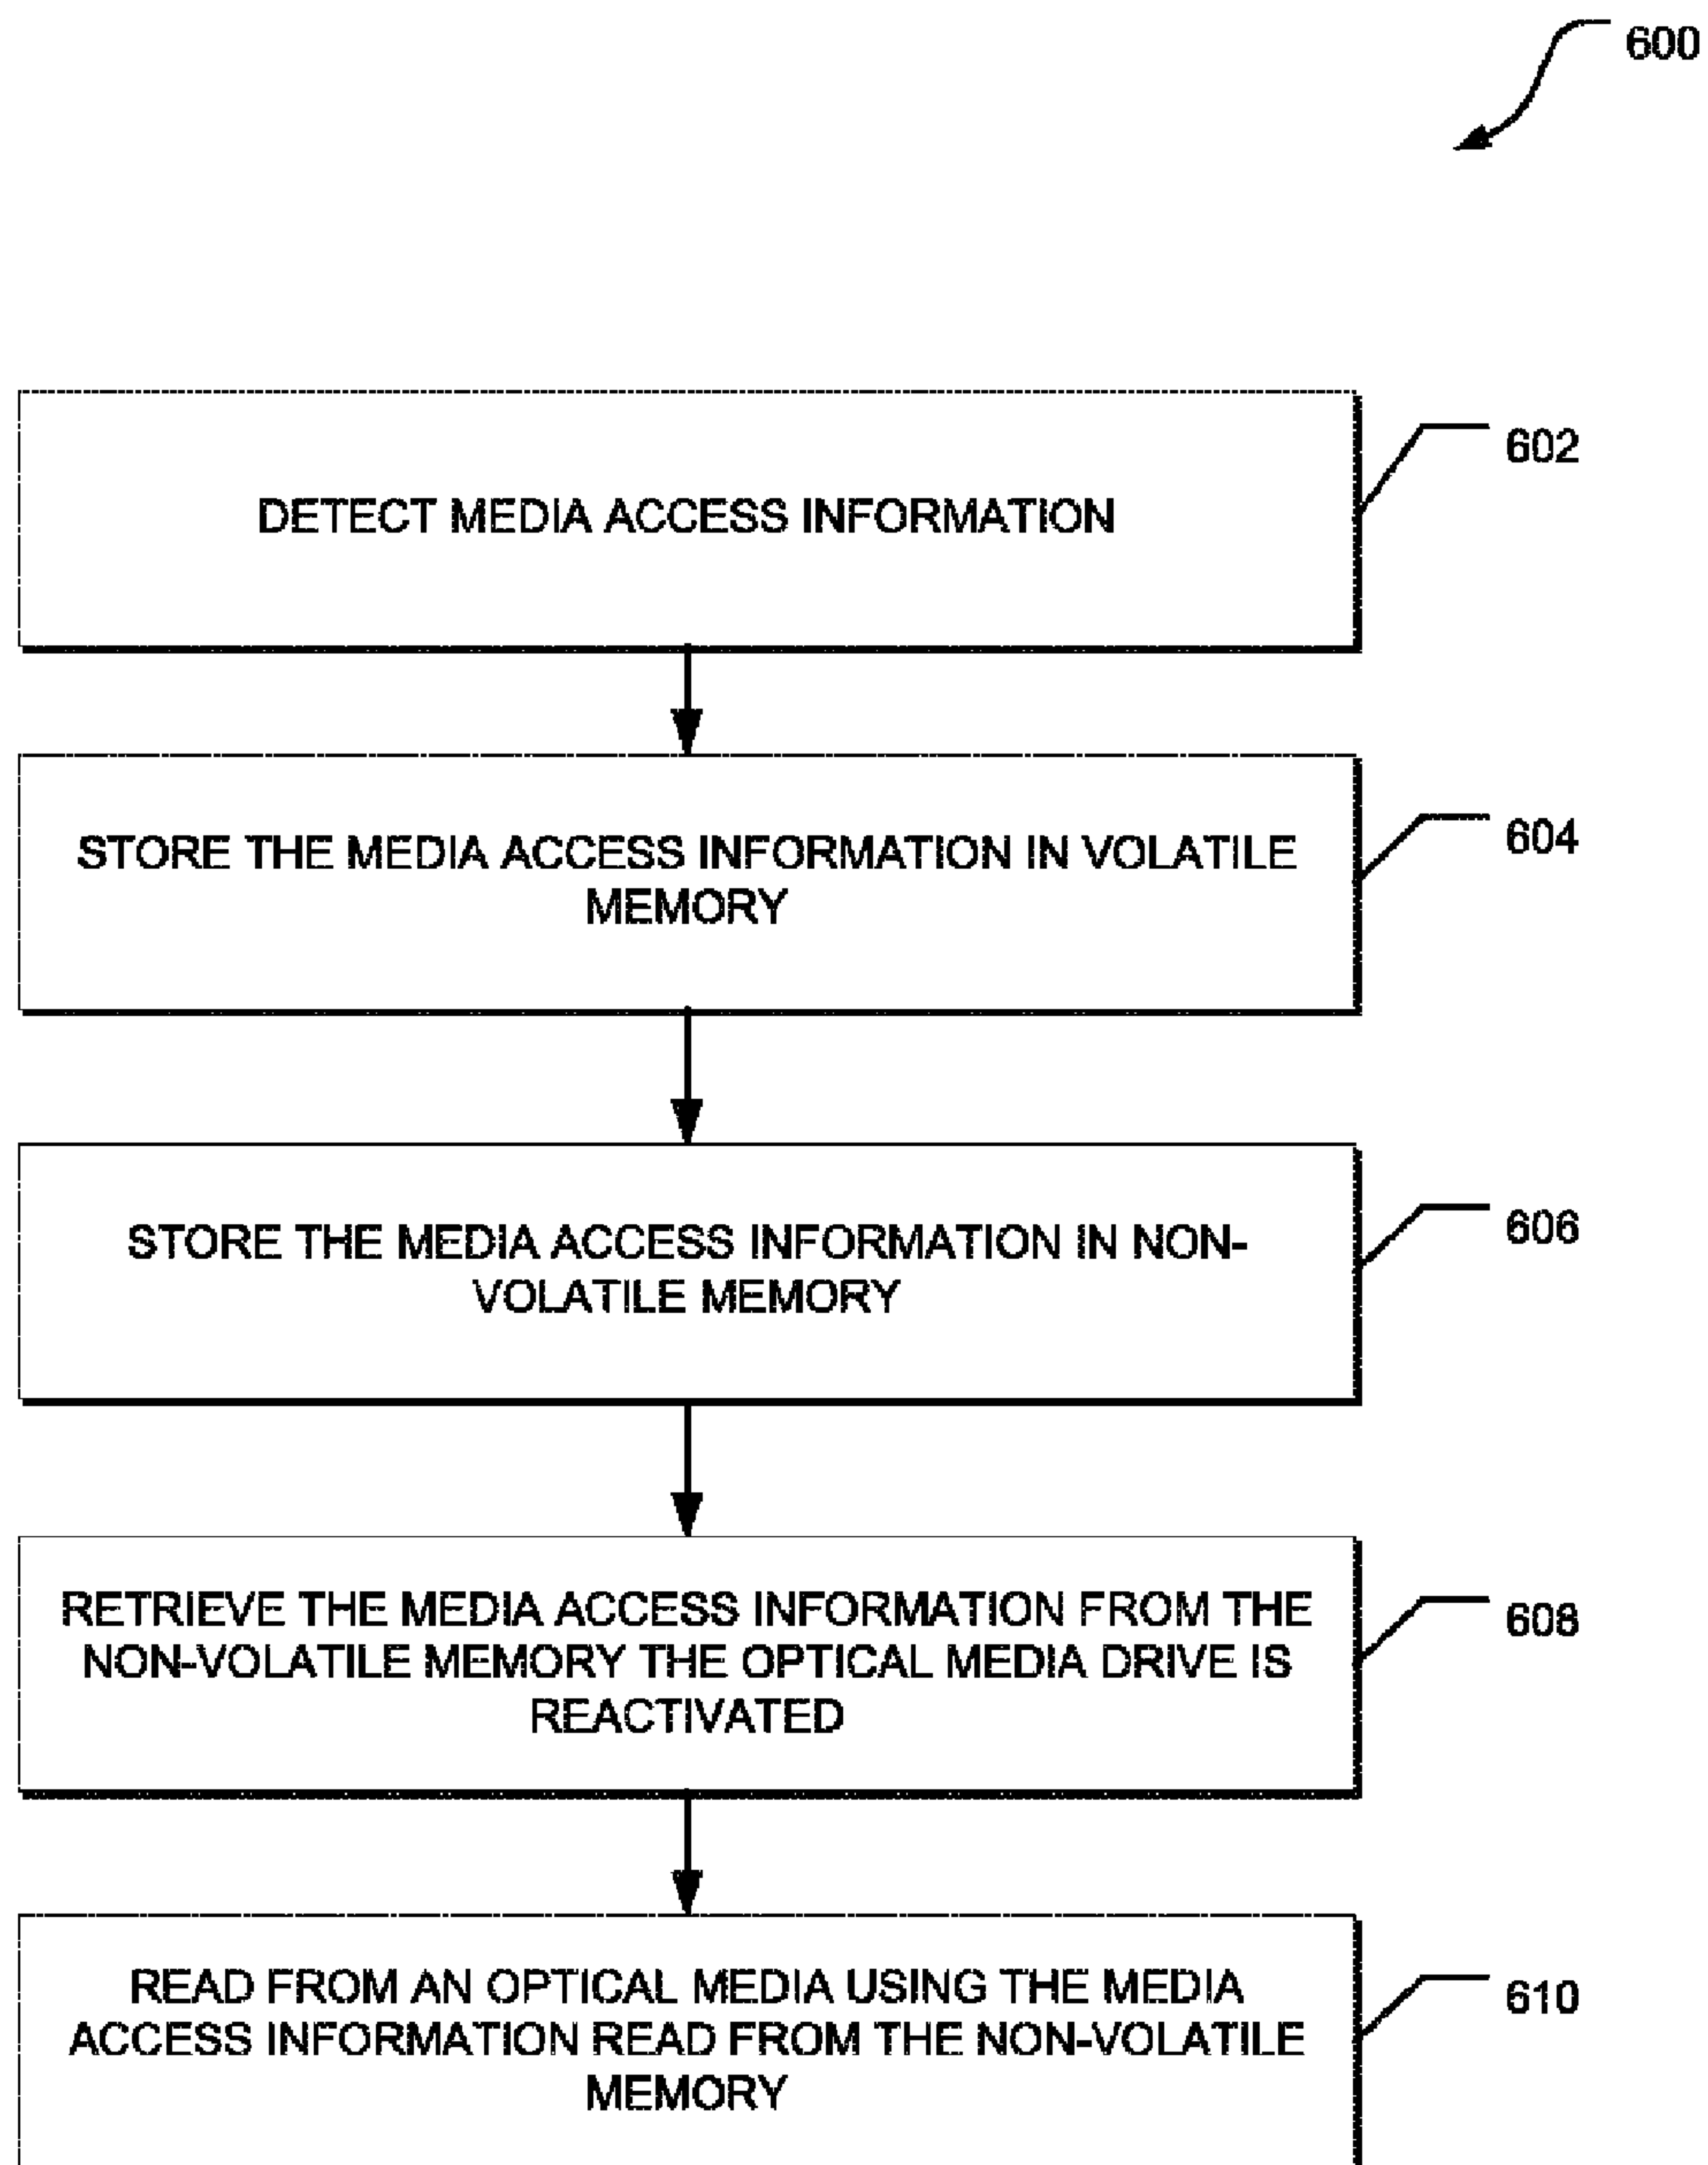 600
602
DETECT MEDIA ACCESS INFORMATION
604
STORE THE MEDIA ACCESS INFORMATION IN VOLATILE
MEMORY
606
STORE THE MEDIA ACCESS INFORMATION IN NON-
VOLATILE MEMORY
608
RETRIEVE THE MEDIA ACCESS INFORMATION FROM THE
NON-VOLATILE MEMORY THE OPTICAL MEDIA DRIVE IS
REACTIVATED
610
READ FROM AN OPTICAL MEDIA USING THE MEDIA
ACCESS INFORMATION READ FROM THE NON-VOLATILE
MEMORY